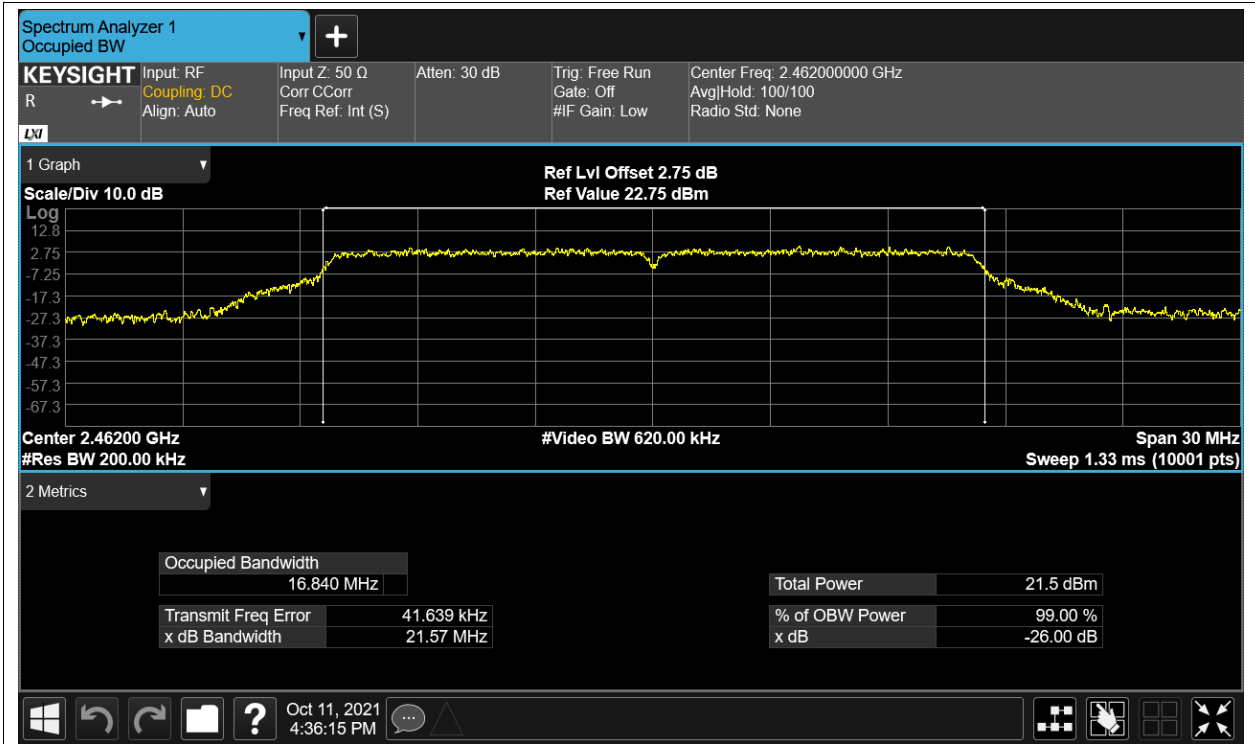 Spectrum Analyzer 1
Occupied BW
KEYSIGHT
R
LXI
Input: RF
Coupling: DC
Align: Auto
Input Z: 50 Ω
Corr CCorr
Freq Ref: Int (S)
Atten: 30 dB
Trig: Free Run
Gate: Off
#IF Gain: Low
Center Freq: 2.462000000 GHz
Avg|Hold: 100/100
Radio Std: None
1 Graph
Scale/Div 10.0 dB
Ref Lvl Offset 2.75 dB
Ref Value 22.75 dBm
Log
12.8
2.75
-7.25
-17.3
-27.3
-37.3
-47.3
-57.3
-67.3
Center 2.46200 GHz
#Video BW 620.00 kHz
Span 30 MHz
#Res BW 200.00 kHz
Sweep 1.33 ms (10001 pts)
2 Metrics
Occupied Bandwidth
16.840 MHz
Total Power 21.5 dBm
Transmit Freq Error 41.639 kHz
% of OBW Power 99.00 %
x dB Bandwidth 21.57 MHz
x dB -26.00 dB
?
Oct 11, 2021
4:36:15 PM